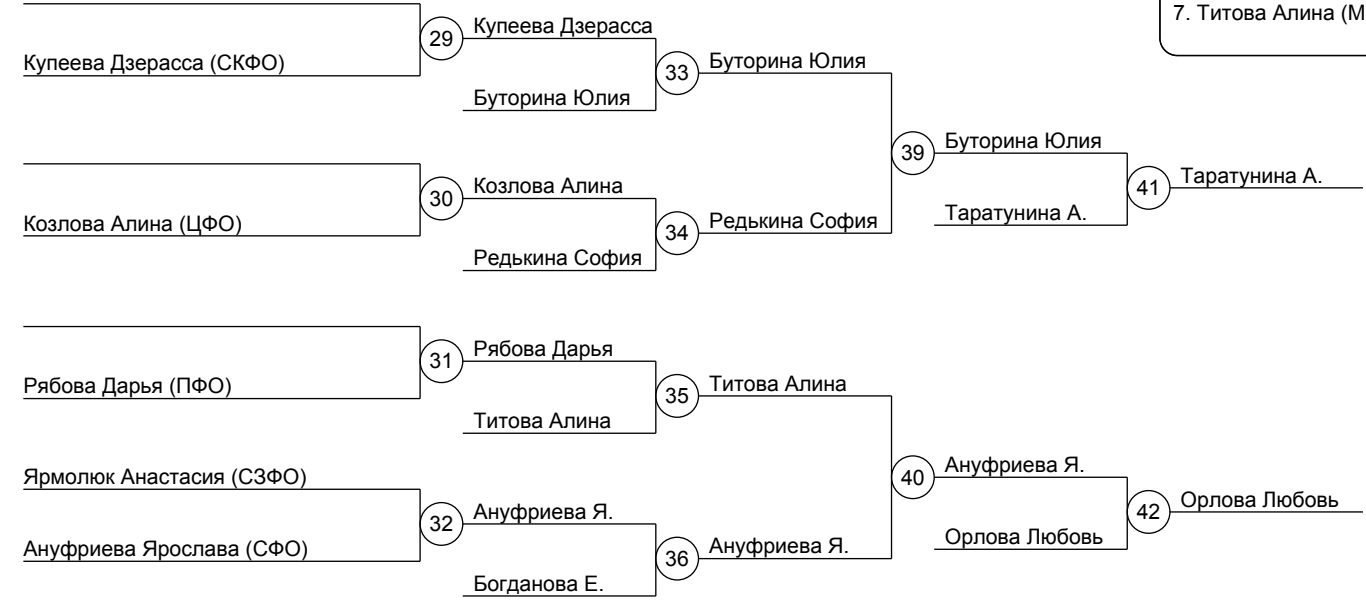 7. Титова Алина (М
Купеева Дзерасса
29
Купеева Дзерасса (СКФО)
Буторина Юлия
33
Буторина Юлия
Буторина Юлия
39
Таратунина А.
41
Козлова Алина
30
Таратунина А.
Козлова Алина (ЦФО)
Редькина София
34
Редькина София
Рябова Дарья
31
Рябова Дарья (ПФО)
Титова Алина
35
Титова Алина
Ярмолюк Анастасия (СЗФО)
Ануфриева Я.
40
Орлова Любовь
42
Ануфриева Я.
32
Орлова Любовь
Ануфриева Ярослава (СФО)
Ануфриева Я.
36
Богданова Е.